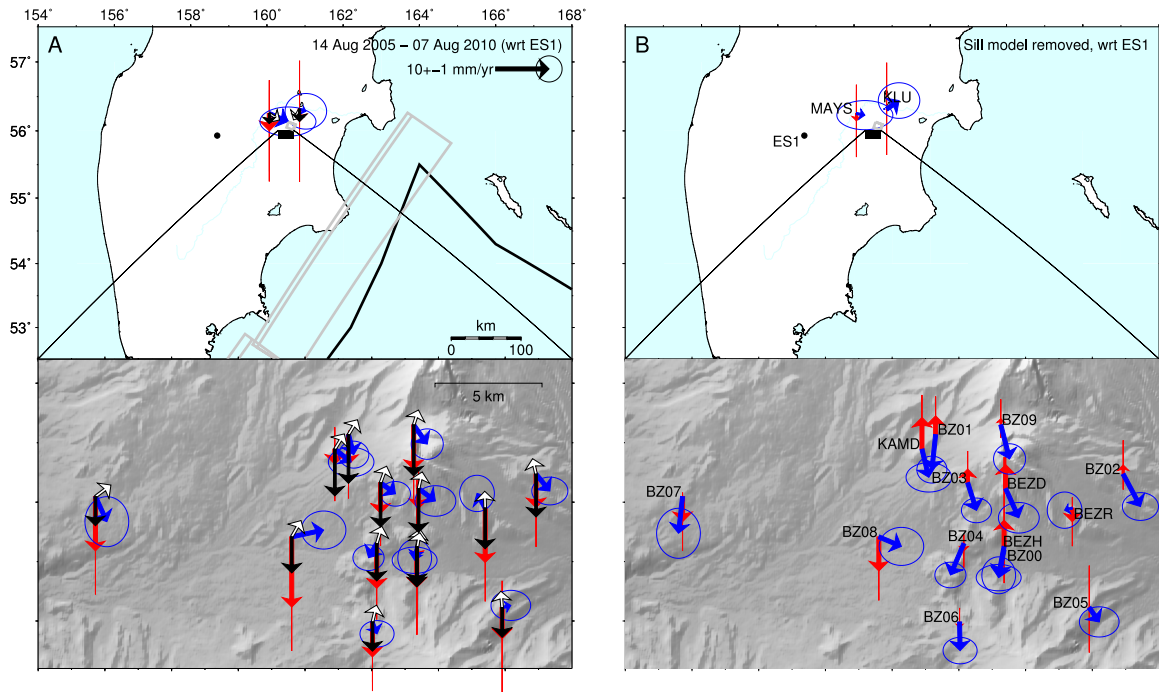 154° 156° 158° 160° 162° 164° 166° 168°
A
14 Aug 2005 − 07 Aug 2010 (wrt ES1)
10+−1 mm/yr
57°
56°
55°
54°
53°
km
0 100
5 km
B
Sill model removed, wrt ES1
KLU
MAYS
ES1
BZ09
BZ01
KAMD
BZ02
BZ03
BEZD
BZ07
BEZR
BZ08
BZ04
BEZH
BZ00
BZ05
BZ06